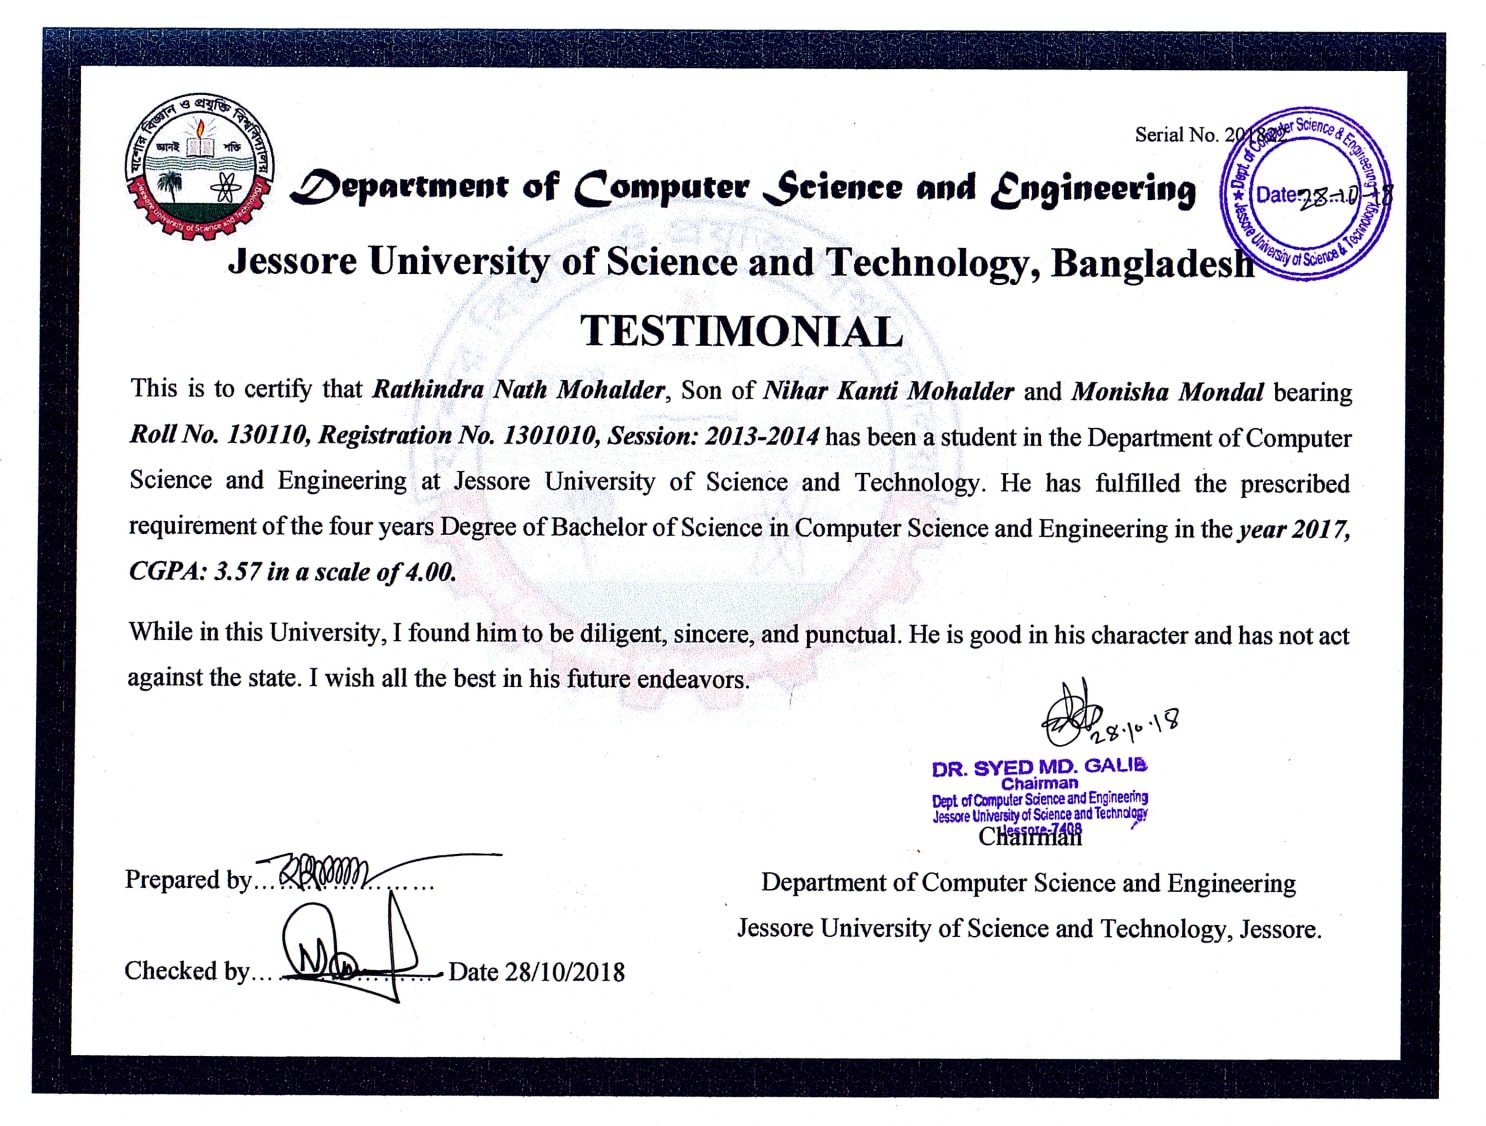 যশোর বিজ্ঞান ও প্রযুক্তি বিশ্ববিদ্যালয়
জ্ঞানই শক্তি
Jessore University of Science and Technology
Serial No. 201822
Dept. of Computer Science & Engineering
Date: 28.10.18
Jessore University of Science & Technology
Department of Computer Science and Engineering
Jessore University of Science and Technology, Bangladesh
TESTIMONIAL
This is to certify that Rathindra Nath Mohalder, Son of Nihar Kanti Mohalder and Monisha Mondal bearing
Roll No. 130110, Registration No. 1301010, Session: 2013-2014 has been a student in the Department of Computer
Science and Engineering at Jessore University of Science and Technology. He has fulfilled the prescribed
requirement of the four years Degree of Bachelor of Science in Computer Science and Engineering in the year 2017,
CGPA: 3.57 in a scale of 4.00.
While in this University, I found him to be diligent, sincere, and punctual. He is good in his character and has not act
against the state. I wish all the best in his future endeavors.
28.10.18
DR. SYED MD. GALIB
Chairman
Dept. of Computer Science and Engineering
Jessore University of Science and Technology
Jessore-7408
Chairman
Prepared by...................
Department of Computer Science and Engineering
Jessore University of Science and Technology, Jessore.
Checked by................... Date 28/10/2018